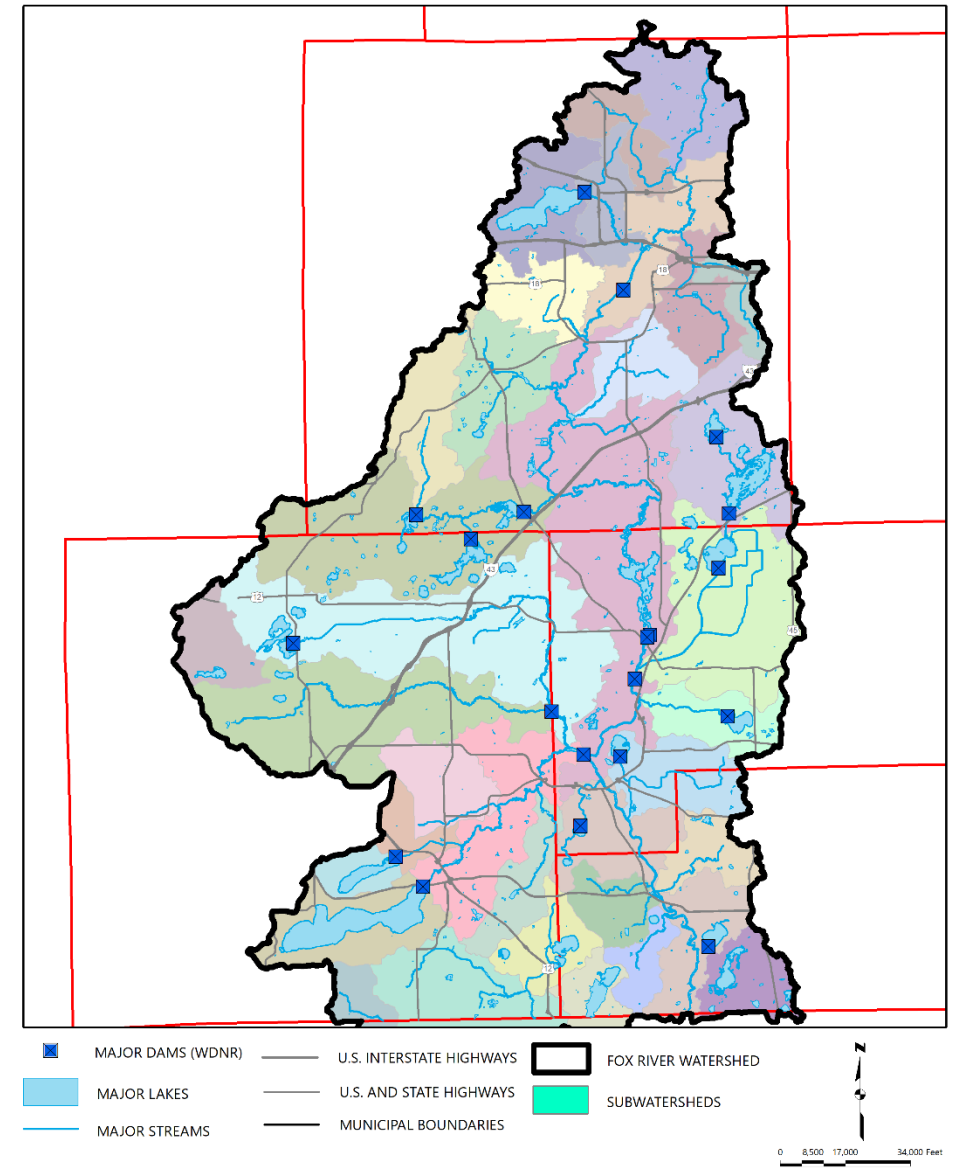 18
18
43
43
12
45
12
MAJOR DAMS (WDNR)
U.S. INTERSTATE HIGHWAYS
FOX RIVER WATERSHED
MAJOR LAKES
U.S. AND STATE HIGHWAYS
SUBWATERSHEDS
MAJOR STREAMS
MUNICIPAL BOUNDARIES
N
0 8,500 17,000 34,000 Feet